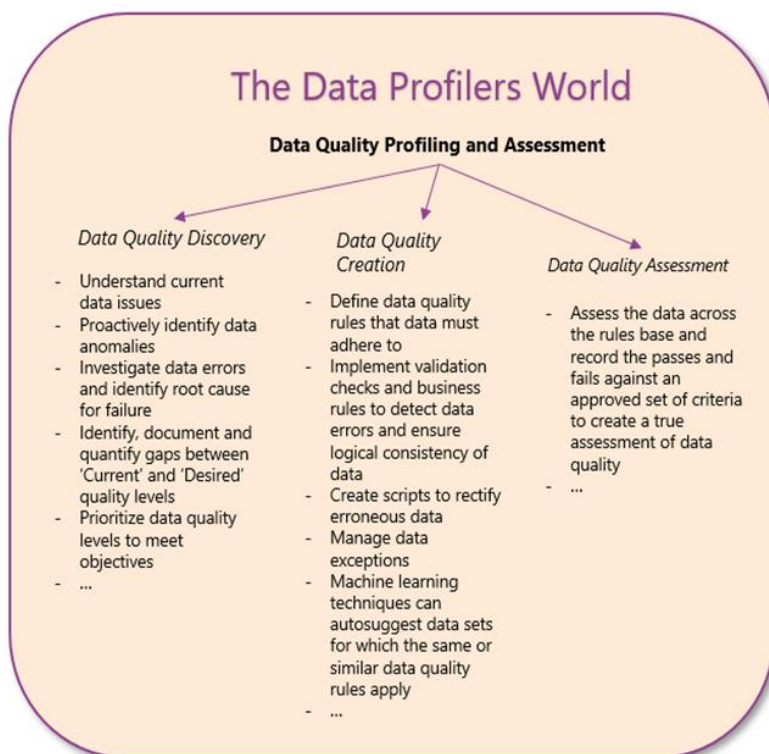 The Data Profilers World
Data Quality Profiling and Assessment
Data Quality Discovery
- Understand current
data issues
- Proactively identify data
anomalies
- Investigate data errors
and identify root cause
for failure
- Identify, document and
quantify gaps between
'Current' and 'Desired'
quality levels
- Prioritize data quality
levels to meet
objectives
- ...
Data Quality
Creation
- Define data quality
rules that data must
adhere to
- Implement validation
checks and business
rules to detect data
errors and ensure
logical consistency of
data
- Create scripts to rectify
erroneous data
- Manage data
exceptions
- Machine learning
techniques can
autosuggest data sets
for which the same or
similar data quality
rules apply
- ...
Data Quality Assessment
- Assess the data across
the rules base and
record the passes and
fails against an
approved set of criteria
to create a true
assessment of data
quality
- ...